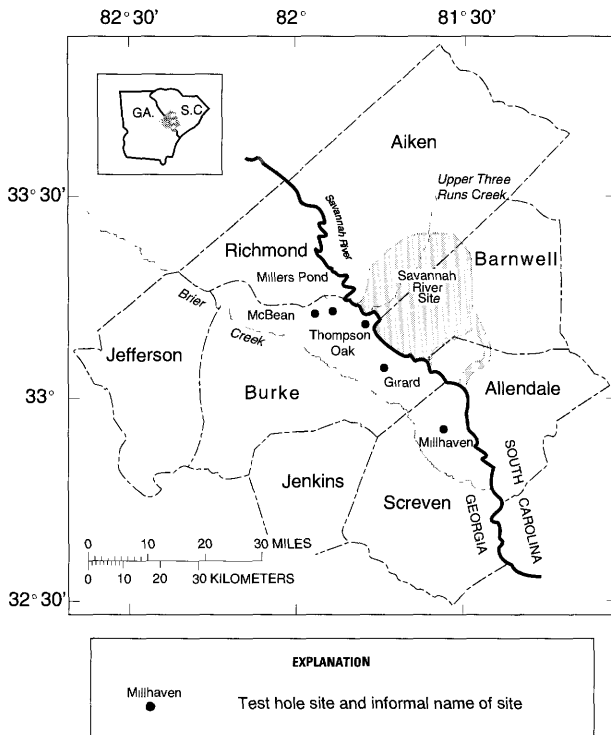 82° 30'
82°
81° 30'
GA.
S.C
Aiken
Upper Three
Runs Creek
33° 30'
Savannah River
Richmond
Barnwell
Millers Pond
Savannah
River
Site
Brier
McBean
Creek
Thompson
Oak
Jefferson
Girard
33°
Burke
Allendale
Millhaven
Jenkins
Screven
SOUTH CAROLINA
GEORGIA
0 10 20 30 MILES
0 10 20 30 KILOMETERS
32° 30'
EXPLANATION
Millhaven
Test hole site and informal name of site